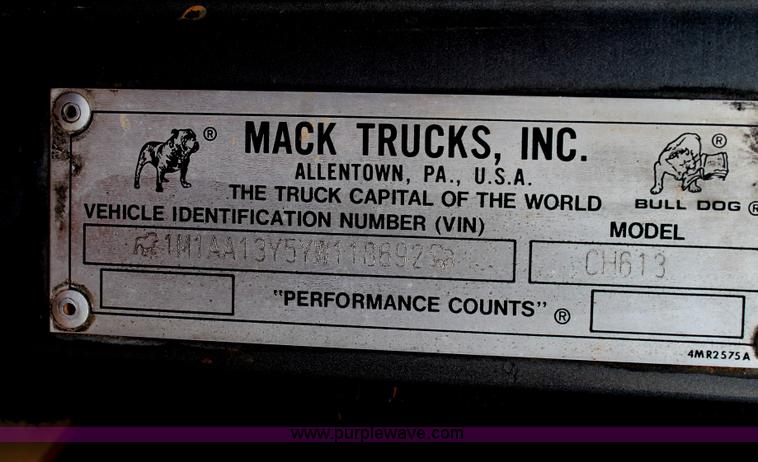 MACK TRUCKS, INC.
ALLENTOWN, PA., U.S.A.
THE TRUCK CAPITAL OF THE WORLD
BULL DOG ®
VEHICLE IDENTIFICATION NUMBER (VIN)
MODEL
1M1AA13Y5YW118692
CH613
"PERFORMANCE COUNTS" ®
4MR2575A
www.purplewave.com